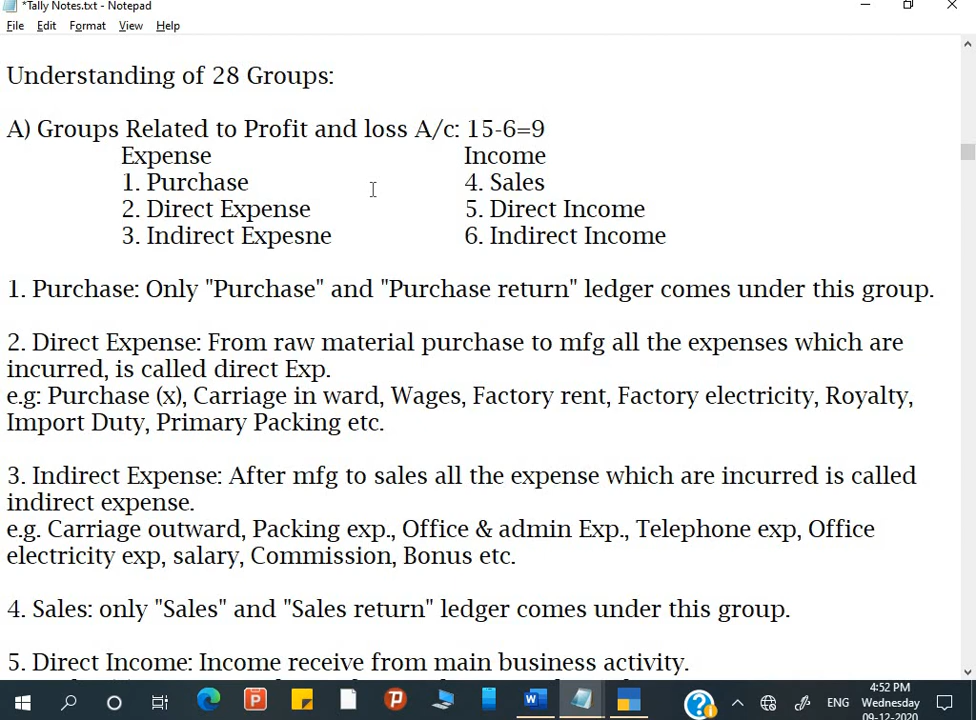 *Tally Notes.txt - Notepad
File Edit Format View Help
Understanding of 28 Groups:
A) Groups Related to Profit and loss A/c: 15-6=9
Expense Income
1. Purchase 4. Sales
2. Direct Expense 5. Direct Income
3. Indirect Expesne 6. Indirect Income
1. Purchase: Only "Purchase" and "Purchase return" ledger comes under this group.
2. Direct Expense: From raw material purchase to mfg all the expenses which are
incurred, is called direct Exp.
e.g: Purchase (x), Carriage in ward, Wages, Factory rent, Factory electricity, Royalty,
Import Duty, Primary Packing etc.
3. Indirect Expense: After mfg to sales all the expense which are incurred is called
indirect expense.
e.g. Carriage outward, Packing exp., Office & admin Exp., Telephone exp, Office
electricity exp, salary, Commission, Bonus etc.
4. Sales: only "Sales" and "Sales return" ledger comes under this group.
5. Direct Income: Income receive from main business activity.
ENG
4:52 PM
Wednesday
09-12-2020